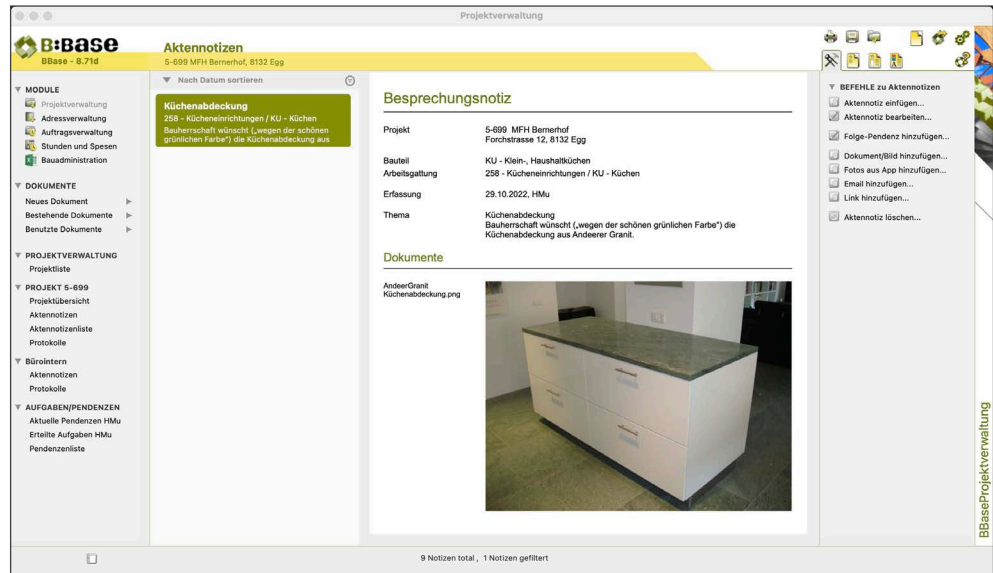 Projektverwaltung
B:Base
BBase - 8.71d
Aktennotizen
5-699 MFH Bernerhof, 8132 Egg
MODULE
Projektverwaltung
Adressverwaltung
Auftragsverwaltung
Stunden und Spesen
Bauadministration
DOKUMENTE
Neues Dokument
Bestehende Dokumente
Benutzte Dokumente
PROJEKTVERWALTUNG
Projektliste
PROJEKT 5-699
Projektübersicht
Aktennotizen
Aktennotizenliste
Protokolle
Bürointern
Aktennotizen
Protokolle
AUFGABEN/PENDENZEN
Aktuelle Pendenzen HMu
Erteilte Aufgaben HMu
Pendenzenliste
Nach Datum sortieren
Küchenabdeckung
258 - Kücheneinrichtungen / KU - Küchen
Bauherrschaft wünscht („wegen der schönen
grünlichen Farbe") die Küchenabdeckung aus
Besprechungsnotiz
Projekt 5-699 MFH Bernerhof
Forchstrasse 12, 8132 Egg
Bauteil KU - Klein-, Haushaltküchen
Arbeitsgattung 258 - Kücheneinrichtungen / KU - Küchen
Erfassung 29.10.2022, HMu
Thema Küchenabdeckung
Bauherrschaft wünscht („wegen der schönen grünlichen Farbe") die
Küchenabdeckung aus Andeerer Granit.
Dokumente
AndeerGranit
Küchenabdeckung.png
BEFEHLE zu Aktennotizen
Aktennotiz einfügen...
Aktennotiz bearbeiten...
Folge-Pendenz hinzufügen...
Dokument/Bild hinzufügen...
Fotos aus App hinzufügen...
Email hinzufügen...
Link hinzufügen...
Aktennotiz löschen...
BBaseProjektverwaltung
9 Notizen total , 1 Notizen gefiltert